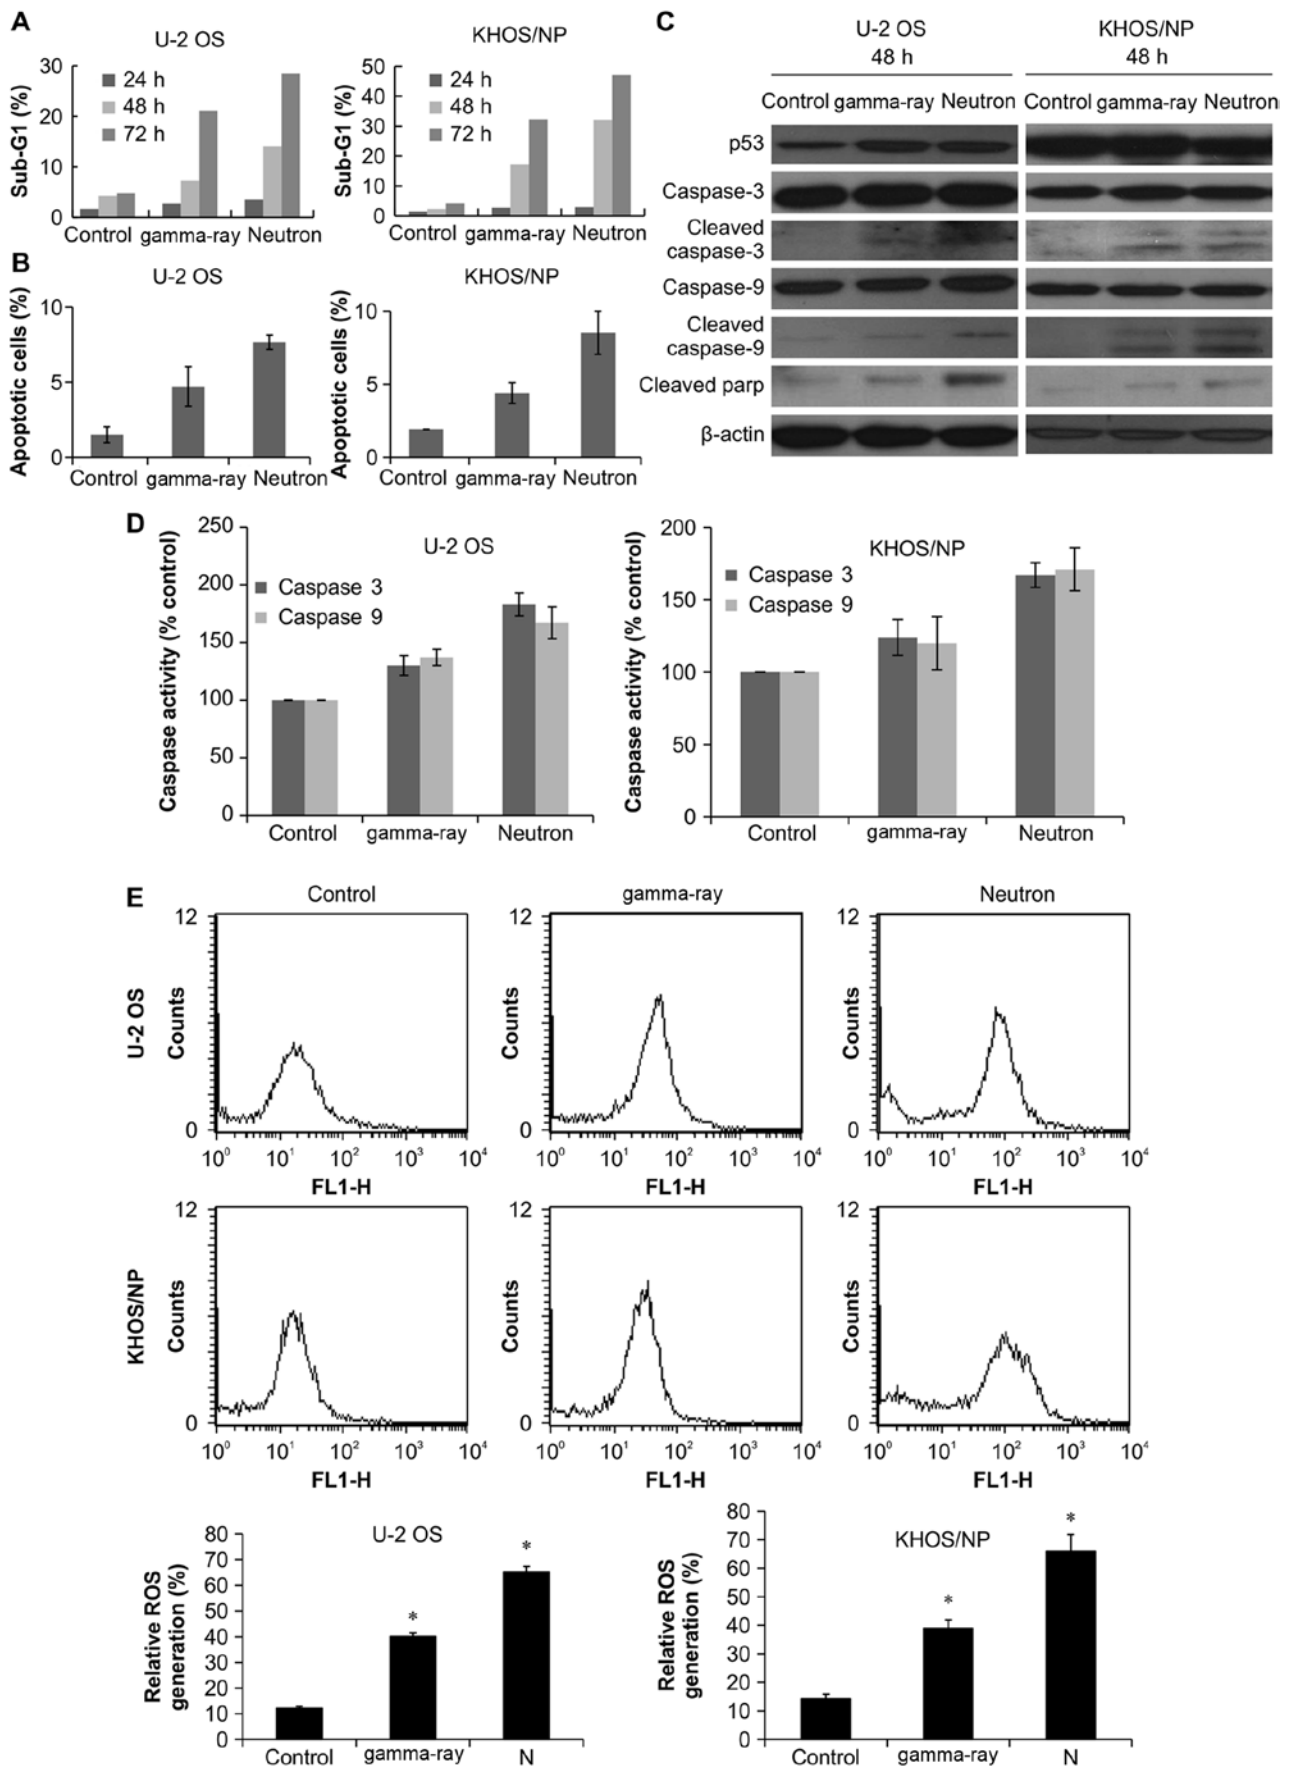 A
U-2 OS
30
20
10
0
Sub-G1 (%)
24 h
48 h
72 h
Control gamma-ray Neutron
KHOS/NP
50
40
30
20
10
0
Sub-G1 (%)
24 h
48 h
72 h
Control gamma-ray Neutron
B
U-2 OS
10
5
0
Apoptotic cells (%)
Control gamma-ray Neutron
KHOS/NP
10
5
0
Apoptotic cells (%)
Control gamma-ray Neutron
C
U-2 OS
48 h
KHOS/NP
48 h
Control gamma-ray Neutron
Control gamma-ray Neutron
p53
Caspase-3
Cleaved
caspase-3
Caspase-9
Cleaved
caspase-9
Cleaved parp
β-actin
D
U-2 OS
250
200
150
100
50
0
Caspase activity (% control)
Caspase 3
Caspase 9
Control gamma-ray Neutron
KHOS/NP
200
150
100
50
0
Caspase activity (% control)
Caspase 3
Caspase 9
Control gamma-ray Neutron
E
Control gamma-ray Neutron
U-2 OS
12
Counts
0
10⁰ 10¹ 10² 10³ 10⁴
FL1-H
12
Counts
0
10⁰ 10¹ 10² 10³ 10⁴
FL1-H
12
Counts
0
10⁰ 10¹ 10² 10³ 10⁴
FL1-H
KHOS/NP
12
Counts
0
10⁰ 10¹ 10² 10³ 10⁴
FL1-H
12
Counts
0
10⁰ 10¹ 10² 10³ 10⁴
FL1-H
12
Counts
0
10⁰ 10¹ 10² 10³ 10⁴
FL1-H
U-2 OS
80
70
60
50
40
30
20
10
0
Relative ROS
generation (%)
*
*
Control gamma-ray N
KHOS/NP
80
70
60
50
40
30
20
10
0
Relative ROS
generation (%)
*
*
Control gamma-ray N